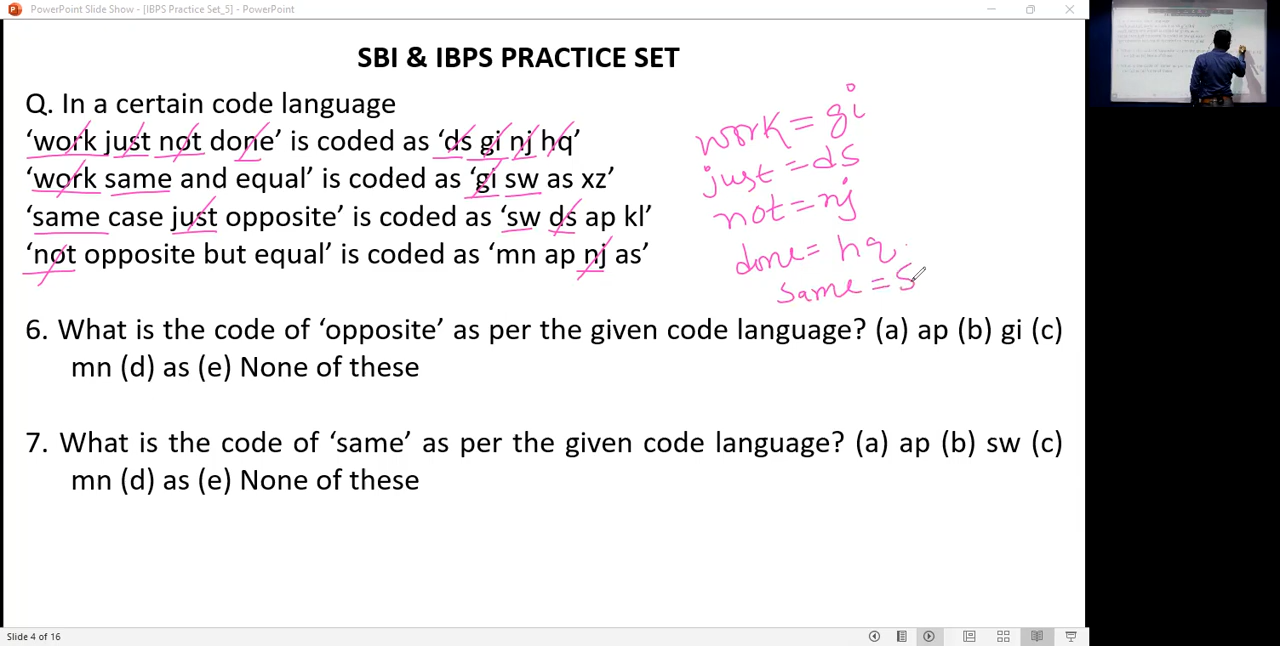 PowerPoint Slide Show - [IBPS Practice Set_5] - PowerPoint
SBI & IBPS PRACTICE SET
Q. In a certain code language
‘work just not done’ is coded as ‘ds gi nj hq’
‘work same and equal’ is coded as ‘gi sw as xz’
‘same case just opposite’ is coded as ‘sw ds ap kl’
‘not opposite but equal’ is coded as ‘mn ap nj as’
work = gi
just = ds
not = nj
done = hq
same = s
6. What is the code of ‘opposite’ as per the given code language? (a) ap (b) gi (c)
mn (d) as (e) None of these
7. What is the code of ‘same’ as per the given code language? (a) ap (b) sw (c)
mn (d) as (e) None of these
Slide 4 of 16